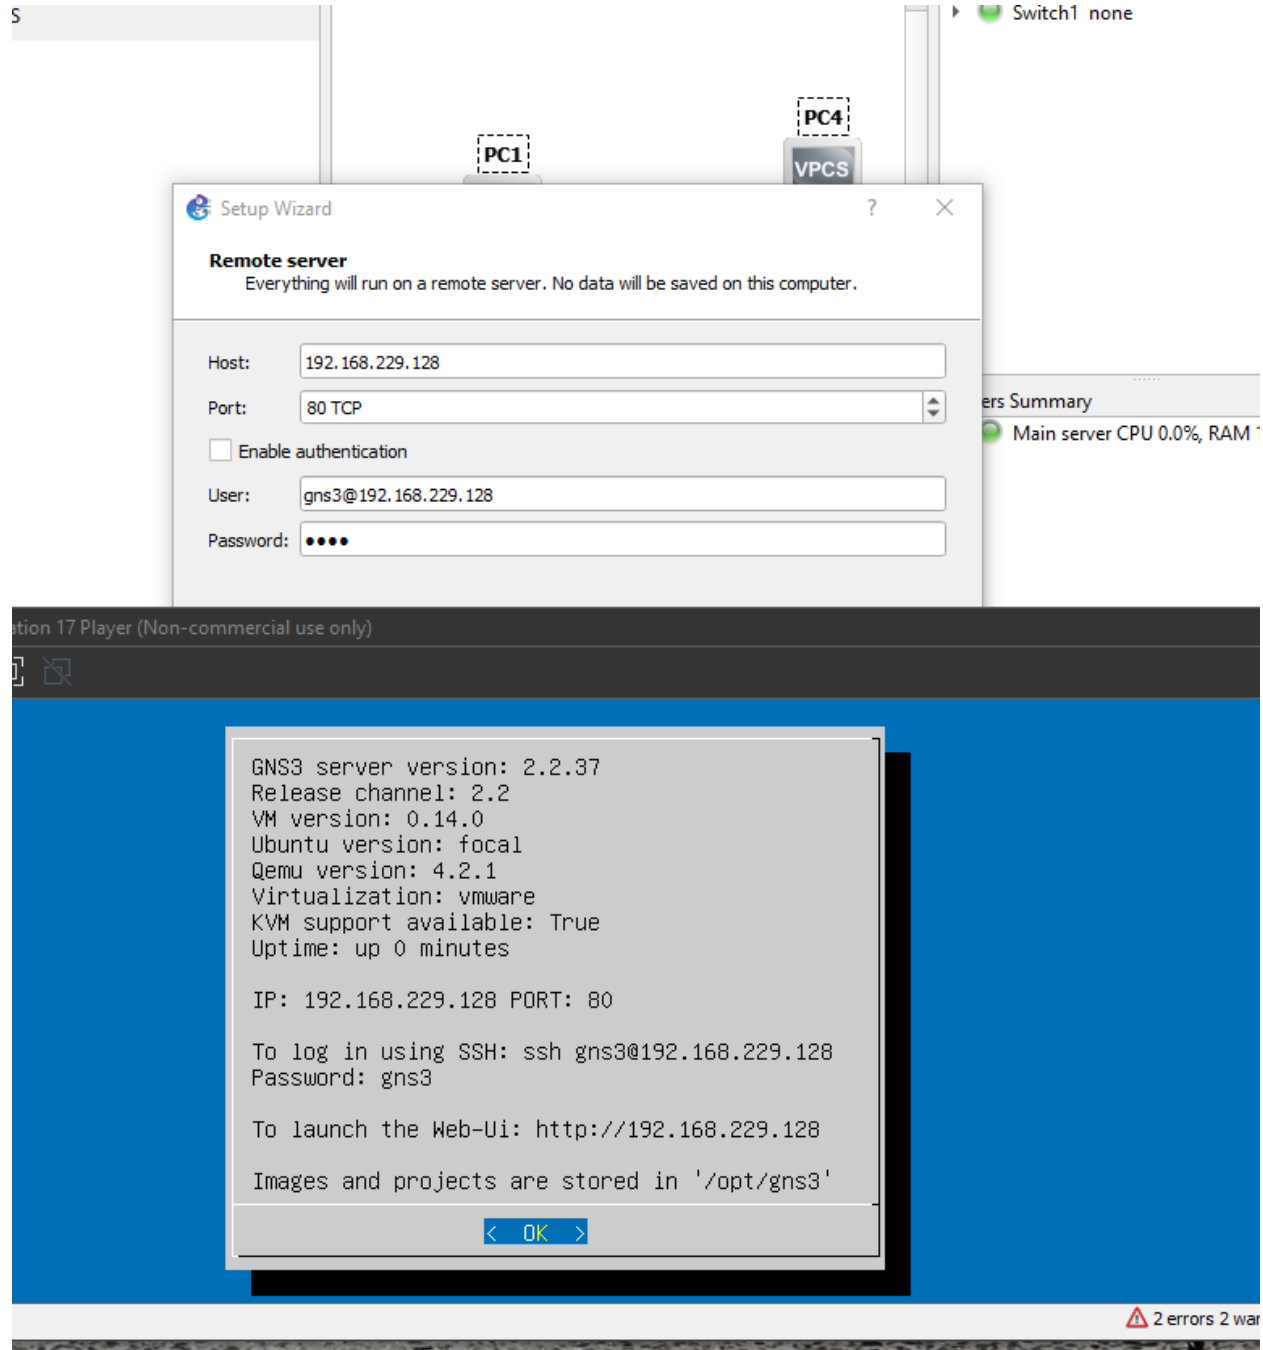 S
Switch1 none
PC4
PC1
VPCS
Setup Wizard
?
Remote server
Everything will run on a remote server. No data will be saved on this computer.
Host: 192.168.229.128
Port: 80 TCP
ers Summary
Enable authentication
Main server CPU 0.0%, RAM 1
User: gns3@192.168.229.128
Password: ●●●●
ation 17 Player (Non-commercial use only)
GNS3 server version: 2.2.37
Release channel: 2.2
VM version: 0.14.0
Ubuntu version: focal
Qemu version: 4.2.1
Virtualization: vmware
KVM support available: True
Uptime: up 0 minutes
IP: 192.168.229.128 PORT: 80
To log in using SSH: ssh gns3@192.168.229.128
Password: gns3
To launch the Web-Ui: http://192.168.229.128
Images and projects are stored in '/opt/gns3'
< OK >
2 errors 2 war